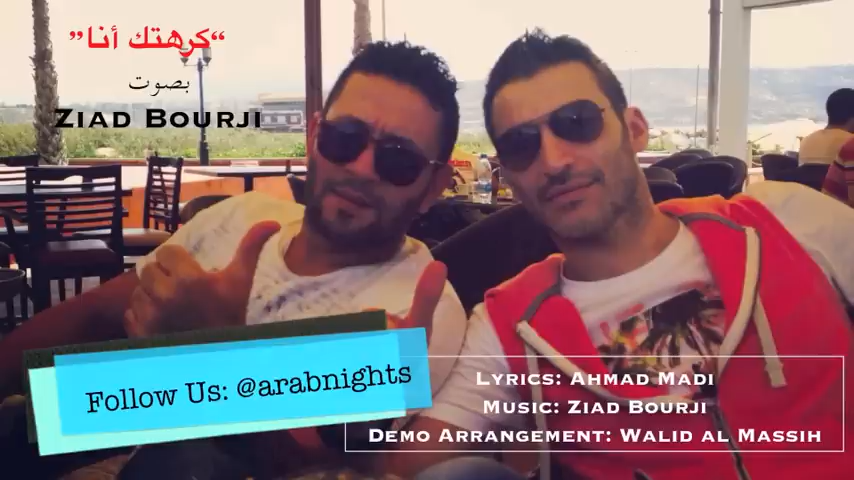 “كرهتك أنا”
بصوت
Ziad Bourji
Follow Us: @arabnights
Lyrics: Ahmad Madi
Music: Ziad Bourji
Demo Arrangement: Walid al Massih